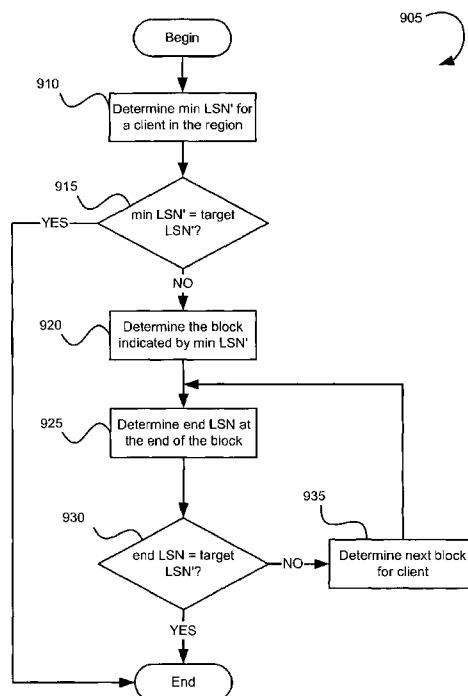 905
Begin
910
Determine min LSN' for
a client in the region
915
min LSN' = target
LSN'?
YES
NO
920
Determine the block
indicated by min LSN'
925
Determine end LSN at
the end of the block
930
end LSN = target
LSN'?
NO
935
Determine next block
for client
YES
End